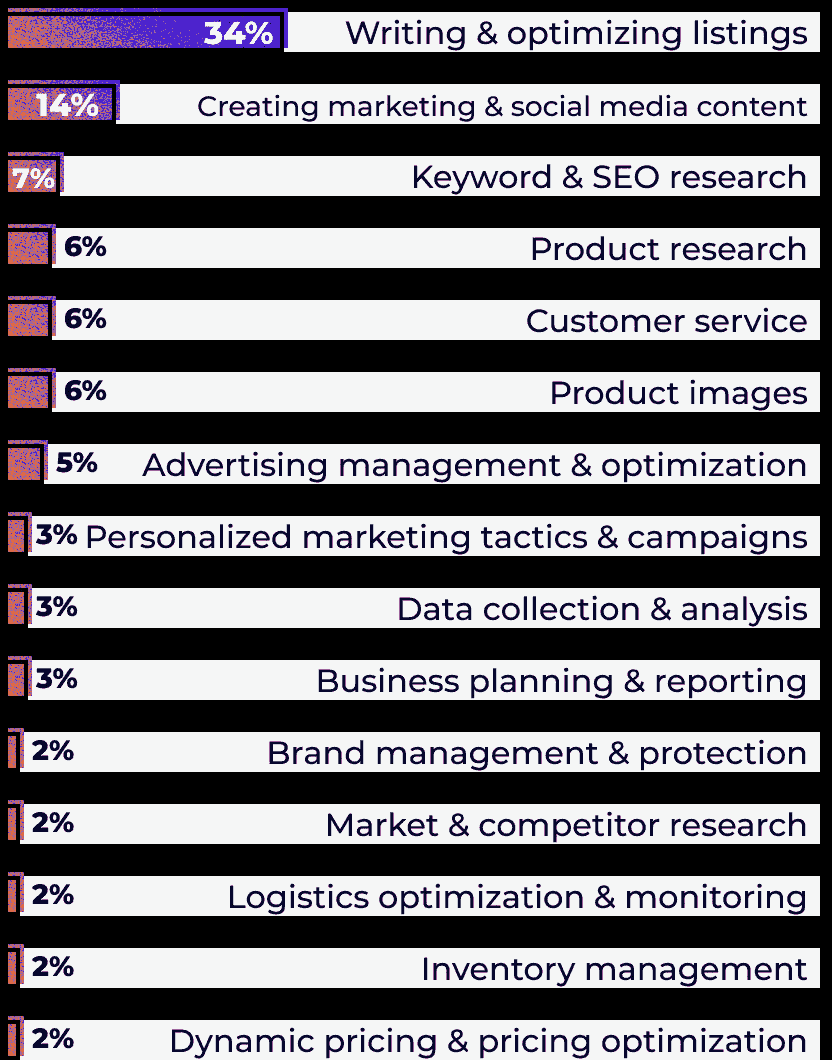 34% Writing & optimizing listings
14% Creating marketing & social media content
7% Keyword & SEO research
6% Product research
6% Customer service
6% Product images
5% Advertising management & optimization
3% Personalized marketing tactics & campaigns
3% Data collection & analysis
3% Business planning & reporting
2% Brand management & protection
2% Market & competitor research
2% Logistics optimization & monitoring
2% Inventory management
2% Dynamic pricing & pricing optimization